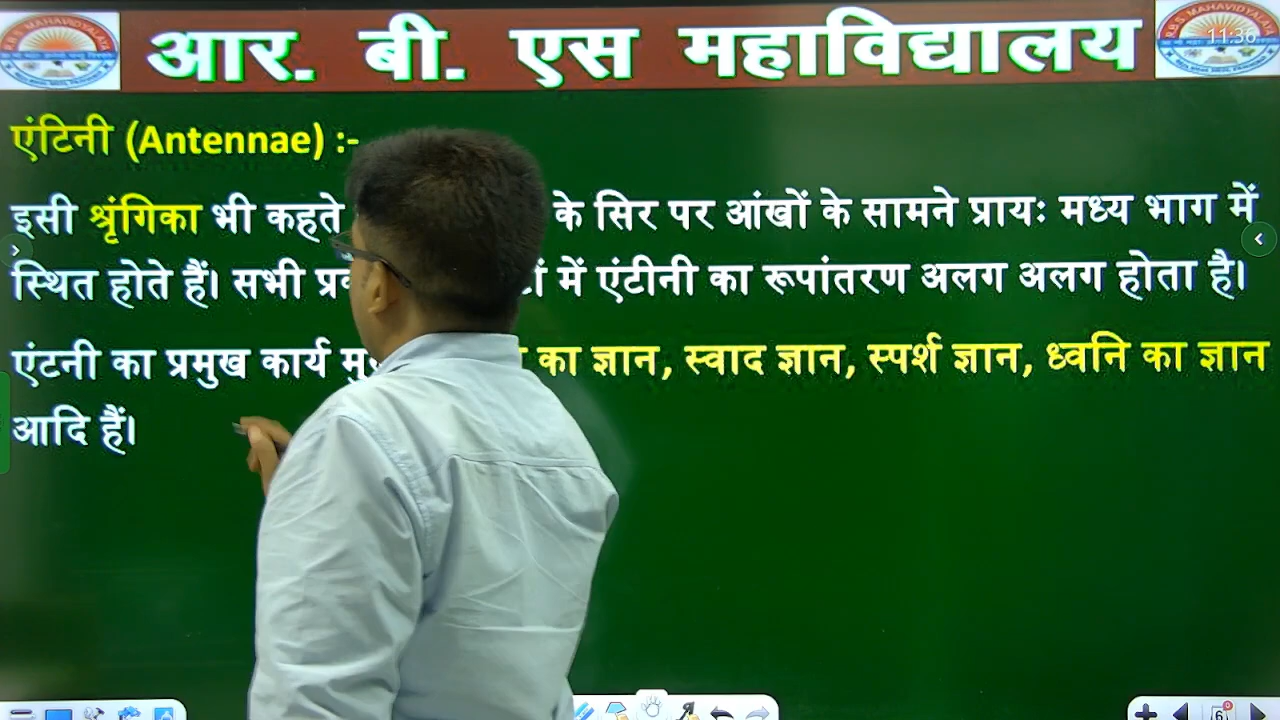 आर. बी. एस महाविद्यालय
11:36
एंटिनी (Antennae) :-
इसी श्रृंगिका भी कहते के सिर पर आंखों के सामने प्रायः मध्य भाग में
स्थित होते हैं। सभी में एंटीनी का रूपांतरण अलग अलग होता है।
एंटनी का प्रमुख कार्य का ज्ञान, स्वाद ज्ञान, स्पर्श ज्ञान, ध्वनि का ज्ञान
आदि हैं।